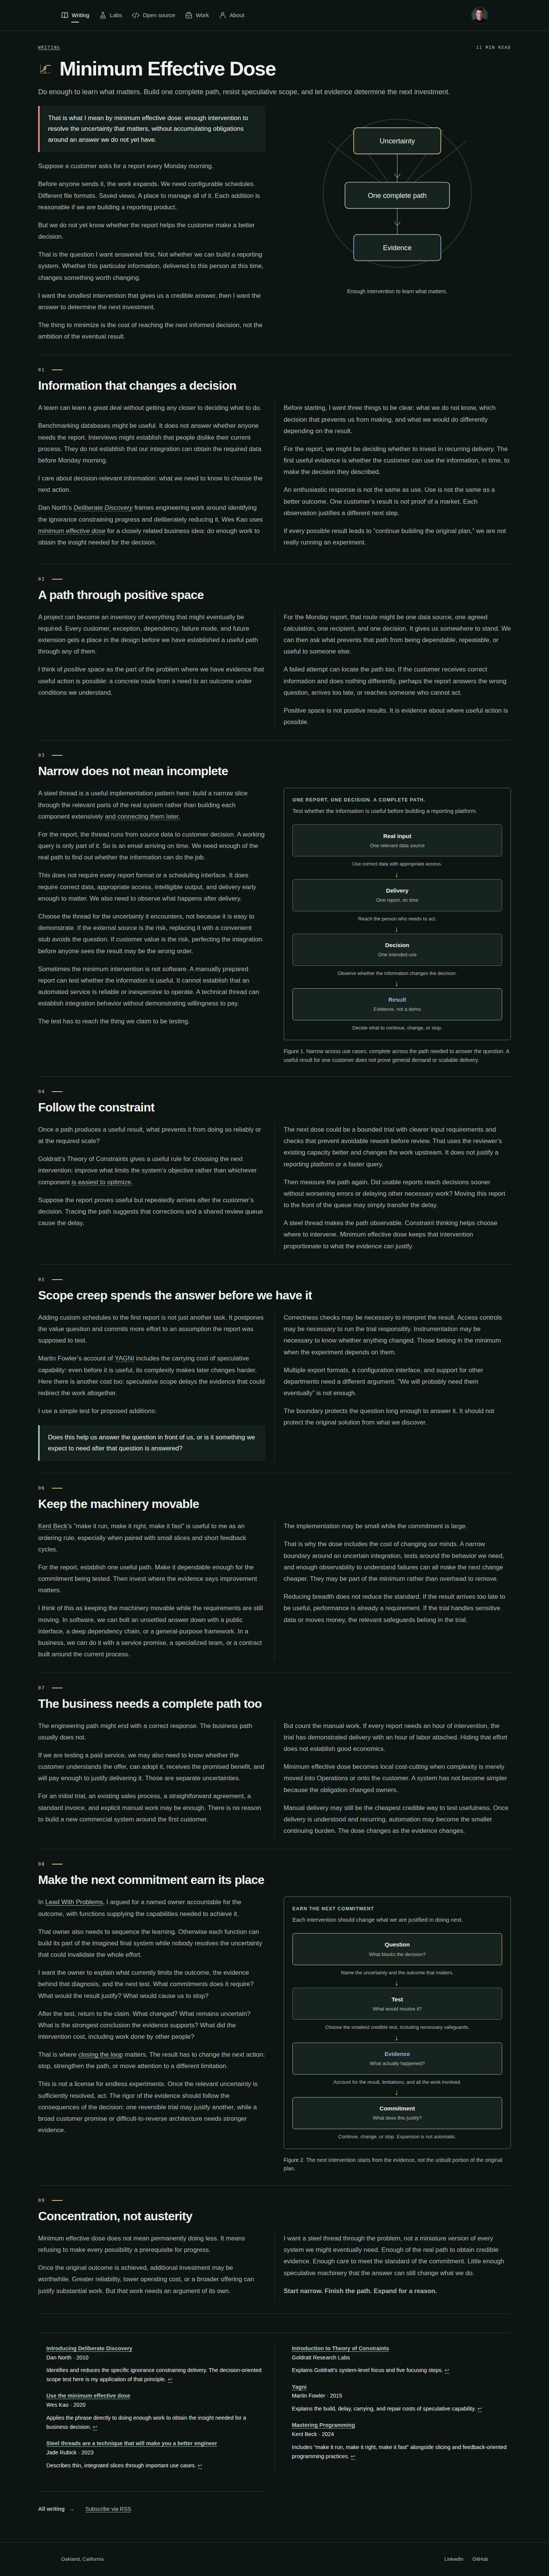 Writing
Labs
Open source
Work
About
WRITING
11 MIN READ
Minimum Effective Dose
Do enough to learn what matters. Build one complete path, resist speculative scope, and let evidence determine the next investment.
That is what I mean by minimum effective dose: enough intervention to
resolve the uncertainty that matters, without accumulating obligations
around an answer we do not yet have.
Suppose a customer asks for a report every Monday morning.
Before anyone sends it, the work expands. We need configurable schedules.
Different file formats. Saved views. A place to manage all of it. Each addition is
reasonable if we are building a reporting product.
But we do not yet know whether the report helps the customer make a better
decision.
That is the question I want answered first. Not whether we can build a reporting
system. Whether this particular information, delivered to this person at this time,
changes something worth changing.
I want the smallest intervention that gives us a credible answer, then I want the
answer to determine the next investment.
The thing to minimize is the cost of reaching the next informed decision, not the
ambition of the eventual result.
Uncertainty
One complete path
Evidence
Enough intervention to learn what matters.
01
Information that changes a decision
A team can learn a great deal without getting any closer to deciding what to do.
Benchmarking databases might be useful. It does not answer whether anyone
needs the report. Interviews might establish that people dislike their current
process. They do not establish that our integration can obtain the required data
before Monday morning.
I care about decision-relevant information: what we need to know to choose the
next action.
Dan North's Deliberate Discovery frames engineering work around identifying
the ignorance constraining progress and deliberately reducing it. Wes Kao uses
minimum effective dose for a closely related business idea: do enough work to
obtain the insight needed for the decision.
Before starting, I want three things to be clear: what we do not know, which
decision that prevents us from making, and what we would do differently
depending on the result.
For the report, we might be deciding whether to invest in recurring delivery. The
first useful evidence is whether the customer can use the information, in time, to
make the decision they described.
An enthusiastic response is not the same as use. Use is not the same as a
better outcome. One customer's result is not proof of a market. Each
observation justifies a different next step.
If every possible result leads to "continue building the original plan," we are not
really running an experiment.
02
A path through positive space
A project can become an inventory of everything that might eventually be
required. Every customer, exception, dependency, failure mode, and future
extension gets a place in the design before we have established a useful path
through any of them.
I think of positive space as the part of the problem where we have evidence that
useful action is possible: a concrete route from a need to an outcome under
conditions we understand.
For the Monday report, that route might be one data source, one agreed
calculation, one recipient, and one decision. It gives us somewhere to stand. We
can then ask what prevents that path from being dependable, repeatable, or
useful to someone else.
A failed attempt can locate the path too. If the customer receives correct
information and does nothing differently, perhaps the report answers the wrong
question, arrives too late, or reaches someone who cannot act.
Positive space is not positive results. It is evidence about where useful action is
possible.
03
Narrow does not mean incomplete
A steel thread is a useful implementation pattern here: build a narrow slice
through the relevant parts of the real system rather than building each
component extensively and connecting them later.
For the report, the thread runs from source data to customer decision. A working
query is only part of it. So is an email arriving on time. We need enough of the
real path to find out whether the information can do the job.
This does not require every report format or a scheduling interface. It does
require correct data, appropriate access, intelligible output, and delivery early
enough to matter. We also need to observe what happens after delivery.
Choose the thread for the uncertainty it encounters, not because it is easy to
demonstrate. If the external source is the risk, replacing it with a convenient
stub avoids the question. If customer value is the risk, perfecting the integration
before anyone sees the result may be the wrong order.
Sometimes the minimum intervention is not software. A manually prepared
report can test whether the information is useful. It cannot establish that an
automated service is reliable or inexpensive to operate. A technical thread can
establish integration behavior without demonstrating willingness to pay.
The test has to reach the thing we claim to be testing.
ONE REPORT. ONE DECISION. A COMPLETE PATH.
Test whether the information is useful before building a reporting platform.
Real input
One relevant data source
Use correct data with appropriate access.
↓
Delivery
One report, on time
Reach the person who needs to act.
↓
Decision
One intended use
Observe whether the information changes the decision.
↓
Result
Evidence, not a demo
Decide what to continue, change, or stop.
Figure 1. Narrow across use cases; complete across the path needed to answer the question. A
useful result for one customer does not prove general demand or scalable delivery.
04
Follow the constraint
Once a path produces a useful result, what prevents it from doing so reliably or
at the required scale?
Goldratt's Theory of Constraints gives a useful rule for choosing the next
intervention: improve what limits the system's objective rather than whichever
component is easiest to optimize.
Suppose the report proves useful but repeatedly arrives after the customer's
decision. Tracing the path suggests that corrections and a shared review queue
cause the delay.
The next dose could be a bounded trial with clearer input requirements and
checks that prevent avoidable rework before review. That uses the reviewer's
existing capacity better and changes the work upstream. It does not justify a
reporting platform or a faster query.
Then measure the path again. Did usable reports reach decisions sooner
without worsening errors or delaying other necessary work? Moving this report
to the front of the queue may simply transfer the delay.
A steel thread makes the path observable. Constraint thinking helps choose
where to intervene. Minimum effective dose keeps that intervention
proportionate to what the evidence can justify.
05
Scope creep spends the answer before we have it
Adding custom schedules to the first report is not just another task. It postpones
the value question and commits more effort to an assumption the report was
supposed to test.
Martin Fowler's account of YAGNI includes the carrying cost of speculative
capability: even before it is useful, its complexity makes later changes harder.
Here there is another cost too: speculative scope delays the evidence that could
redirect the work altogether.
I use a simple test for proposed additions:
Does this help us answer the question in front of us, or is it something we
expect to need after that question is answered?
Correctness checks may be necessary to interpret the result. Access controls
may be necessary to run the trial responsibly. Instrumentation may be
necessary to know whether anything changed. Those belong in the minimum
when the experiment depends on them.
Multiple export formats, a configuration interface, and support for other
departments need a different argument. "We will probably need them
eventually" is not enough.
The boundary protects the question long enough to answer it. It should not
protect the original solution from what we discover.
06
Keep the machinery movable
Kent Beck's "make it run, make it right, make it fast" is useful to me as an
ordering rule, especially when paired with small slices and short feedback
cycles.
For the report, establish one useful path. Make it dependable enough for the
commitment being tested. Then invest where the evidence says improvement
matters.
I think of this as keeping the machinery movable while the requirements are still
moving. In software, we can bolt an unsettled answer down with a public
interface, a deep dependency chain, or a general-purpose framework. In a
business, we can do it with a service promise, a specialized team, or a contract
built around the current process.
The implementation may be small while the commitment is large.
That is why the dose includes the cost of changing our minds. A narrow
boundary around an uncertain integration, tests around the behavior we need,
and enough observability to understand failures can all make the next change
cheaper. They may be part of the minimum rather than overhead to remove.
Reducing breadth does not reduce the standard. If the result arrives too late to
be useful, performance is already a requirement. If the trial handles sensitive
data or moves money, the relevant safeguards belong in the trial.
07
The business needs a complete path too
The engineering path might end with a correct response. The business path
usually does not.
If we are testing a paid service, we may also need to know whether the
customer understands the offer, can adopt it, receives the promised benefit, and
will pay enough to justify delivering it. Those are separate uncertainties.
For an initial trial, an existing sales process, a straightforward agreement, a
standard invoice, and explicit manual work may be enough. There is no reason
to build a new commercial system around the first customer.
But count the manual work. If every report needs an hour of intervention, the
trial has demonstrated delivery with an hour of labor attached. Hiding that effort
does not establish good economics.
Minimum effective dose becomes local cost-cutting when complexity is merely
moved into Operations or onto the customer. A system has not become simpler
because the obligation changed owners.
Manual delivery may still be the cheapest credible way to test usefulness. Once
delivery is understood and recurring, automation may become the smaller
continuing burden. The dose changes as the evidence changes.
08
Make the next commitment earn its place
In Lead With Problems, I argued for a named owner accountable for the
outcome, with functions supplying the capabilities needed to achieve it.
That owner also needs to sequence the learning. Otherwise each function can
build its part of the imagined final system while nobody resolves the uncertainty
that could invalidate the whole effort.
I want the owner to explain what currently limits the outcome, the evidence
behind that diagnosis, and the next test. What commitments does it require?
What would the result justify? What would cause us to stop?
After the test, return to the claim. What changed? What remains uncertain?
What is the strongest conclusion the evidence supports? What did the
intervention cost, including work done by other people?
That is where closing the loop matters. The result has to change the next action:
stop, strengthen the path, or move attention to a different limitation.
This is not a license for endless experiments. Once the relevant uncertainty is
sufficiently resolved, act. The rigor of the evidence should follow the
consequences of the decision: one reversible trial may justify another, while a
broad customer promise or difficult-to-reverse architecture needs stronger
evidence.
EARN THE NEXT COMMITMENT
Each intervention should change what we are justified in doing next.
Question
What blocks the decision?
Name the uncertainty and the outcome that matters.
↓
Test
What would resolve it?
Choose the smallest credible test, including necessary safeguards.
↓
Evidence
What actually happened?
Account for the result, limitations, and all the work involved.
↓
Commitment
What does this justify?
Continue, change, or stop. Expansion is not automatic.
Figure 2. The next intervention starts from the evidence, not the unbuilt portion of the original
plan.
09
Concentration, not austerity
Minimum effective dose does not mean permanently doing less. It means
refusing to make every possibility a prerequisite for progress.
Once the original outcome is achieved, additional investment may be
worthwhile. Greater reliability, lower operating cost, or a broader offering can
justify substantial work. But that work needs an argument of its own.
I want a steel thread through the problem, not a miniature version of every
system we might eventually need. Enough of the real path to obtain credible
evidence. Enough care to meet the standard of the commitment. Little enough
speculative machinery that the answer can still change what we do.
Start narrow. Finish the path. Expand for a reason.
Introducing Deliberate Discovery
Dan North · 2010
Identifies and reduces the specific ignorance constraining delivery. The decision-oriented
scope test here is my application of that principle. ↩
Use the minimum effective dose
Wes Kao · 2020
Applies the phrase directly to doing enough work to obtain the insight needed for a
business decision. ↩
Steel threads are a technique that will make you a better engineer
Jade Rubick · 2023
Describes thin, integrated slices through important use cases. ↩
Introduction to Theory of Constraints
Goldratt Research Labs
Explains Goldratt's system-level focus and five focusing steps. ↩
Yagni
Martin Fowler · 2015
Explains the build, delay, carrying, and repair costs of speculative capability. ↩
Mastering Programming
Kent Beck · 2024
Includes "make it run, make it right, make it fast" alongside slicing and feedback-oriented
programming practices. ↩
All writing →
Subscribe via RSS
Oakland, California
LinkedIn
GitHub